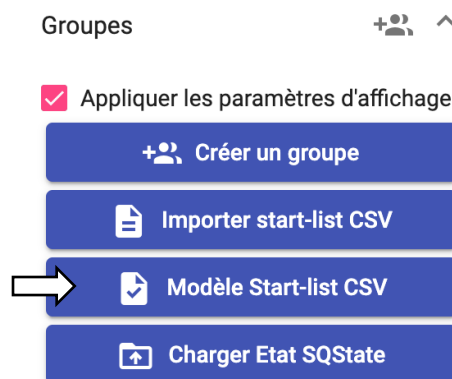 Groupes
Appliquer les paramètres d'affichage
Créer un groupe
Importer start-list CSV
Modèle Start-list CSV
Charger Etat SQState